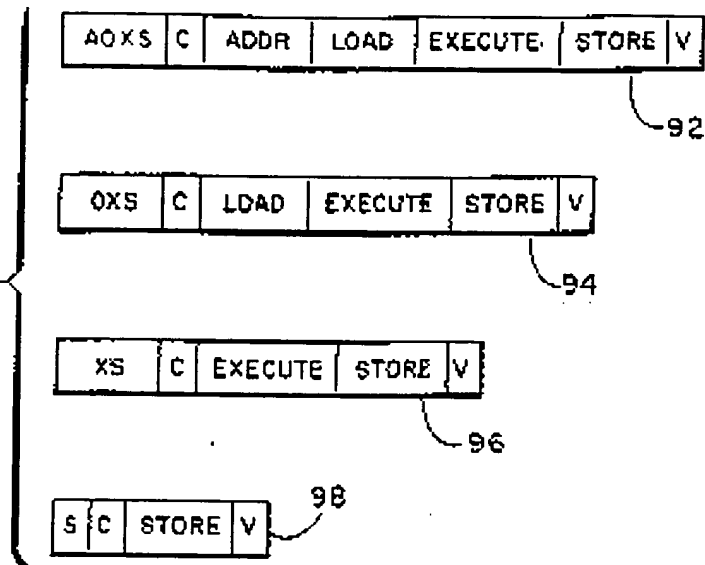 AOXS C ADDR LOAD EXECUTE STORE V
92
OXS C LOAD EXECUTE STORE V
94
XS C EXECUTE STORE V
96
S C STORE V
98